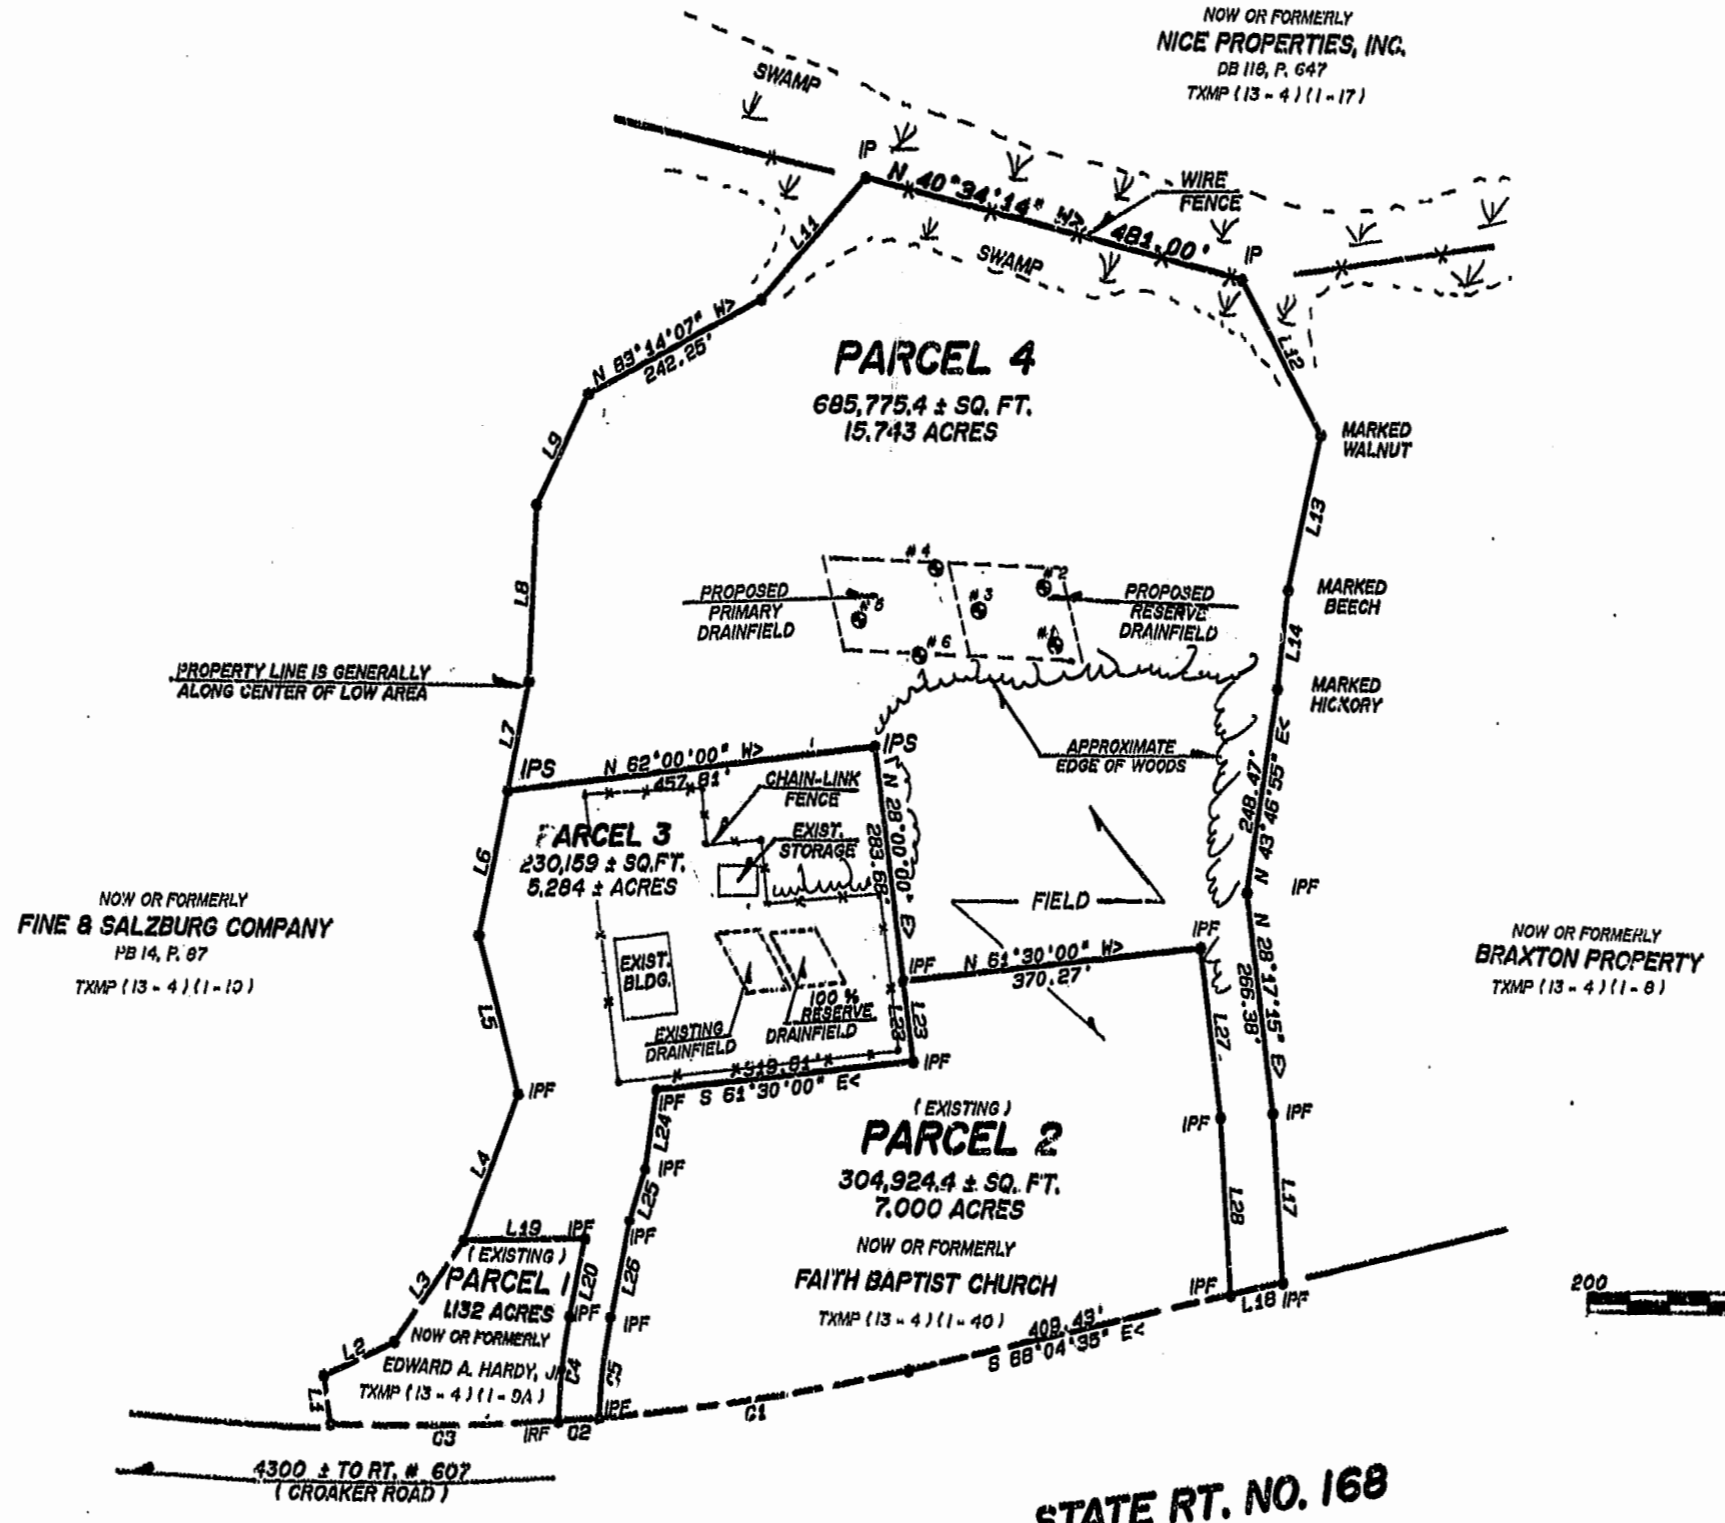 NOW OR FORMERLY
NICE PROPERTIES, INC.
DB 118, P. 647
TXMP (13-4)(1-17)
SWAMP
IP
N 40°34'14" W>
481.00'
WIRE
FENCE
IP
SWAMP
L11
L12
N 83°14'07" W>
242.25'
PARCEL 4
685,775.4 ± SQ. FT.
15.743 ACRES
MARKED
WALNUT
L9
L13
L8
PROPOSED
PRIMARY
DRAINFIELD
#4
#5
#3
#2
#6
#1
PROPOSED
RESERVE
DRAINFIELD
MARKED
BEECH
L14
PROPERTY LINE IS GENERALLY
ALONG CENTER OF LOW AREA
MARKED
HICKORY
L7
APPROXIMATE
EDGE OF WOODS
248.47'
N 43°46'55" E<
IPS
N 62°00'00" W>
457.81'
IPS
CHAIN-LINK
FENCE
N 28°00'00" E>
283.68'
PARCEL 3
230,159 ± SQ.FT.
5.284 ± ACRES
EXIST.
STORAGE
L6
FIELD
IPF
NOW OR FORMERLY
FINE & SALZBURG COMPANY
PB 14, P. 87
TXMP (13-4)(1-10)
NOW OR FORMERLY
BRAXTON PROPERTY
TXMP (13-4)(1-8)
EXIST.
BLDG.
IPF
N 61°30'00" W>
370.27'
IPF
N 28°17'15" E>
266.38'
100 %
RESERVE
DRAINFIELD
EXISTING
DRAINFIELD
L5
L23
L23
L27
319.81'
S 61°30'00" E<
IPF
IPF
IPF
(EXISTING)
PARCEL 2
304,924.4 ± SQ. FT.
7.000 ACRES
NOW OR FORMERLY
FAITH BAPTIST CHURCH
TXMP (13-4)(1-40)
IPF
IPF
L24
IPF
L4
L25
IPF
L28
L17
L19
IPF
(EXISTING)
PARCEL 1
1.132 ACRES
NOW OR FORMERLY
EDWARD A. HARDY, JR.
TXMP (13-4)(1-9A)
L3
L20
L26
IPF
IPF
L2
L1
C4
C5
IPF
L18
IPF
409.43'
S 68°04'35" E<
200
C3
IRF
C2
IPF
C1
4300 ± TO RT. # 607
(CROAKER ROAD)
STATE RT. NO. 168